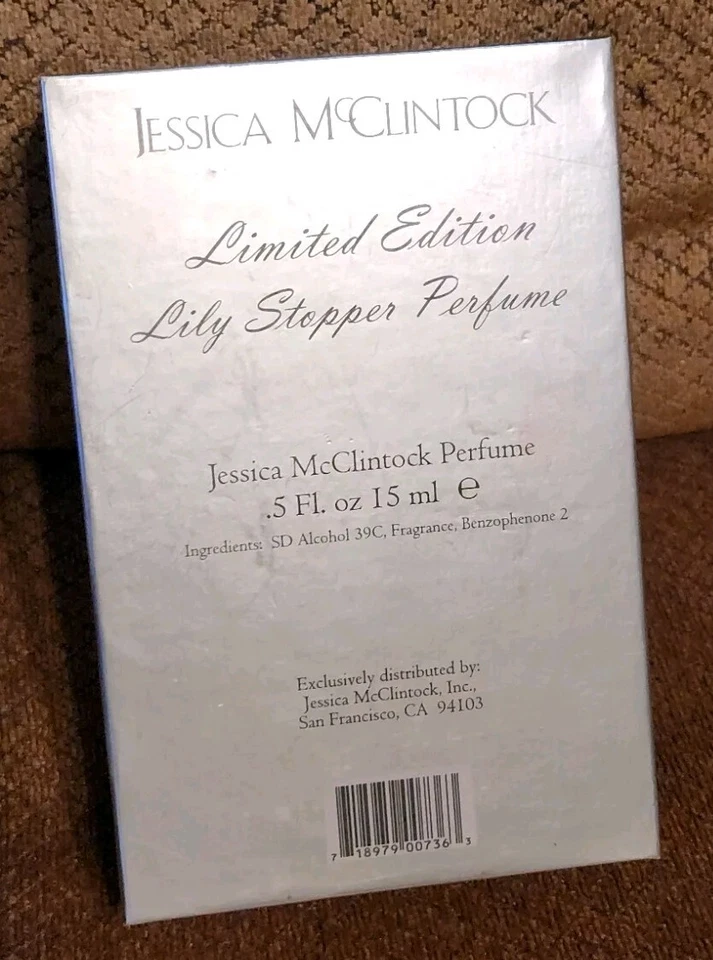 JESSICA McCLINTOCK
Limited Edition
Lily Stopper Perfume
Jessica McClintock Perfume
.5 Fl. oz 15 ml ℮
Ingredients: SD Alcohol 39C, Fragrance, Benzophenone 2
Exclusively distributed by:
Jessica McClintock, Inc.,
San Francisco, CA 94103
7 18979 00736 3